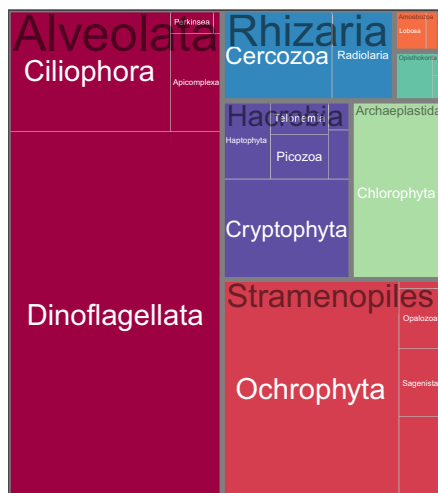 Alveolata
Perkinsea
Ciliophora
Apicomplexa
Dinoflagellata
Rhizaria
Cercozoa
Radiolaria
Amoebozoa
Lobosa
Opisthokonta
Hacrobia
Telonemia
Haptophyta
Picozoa
Cryptophyta
Archaeplastida
Chlorophyta
Stramenopiles
Opalozoa
Ochrophyta
Sagenista